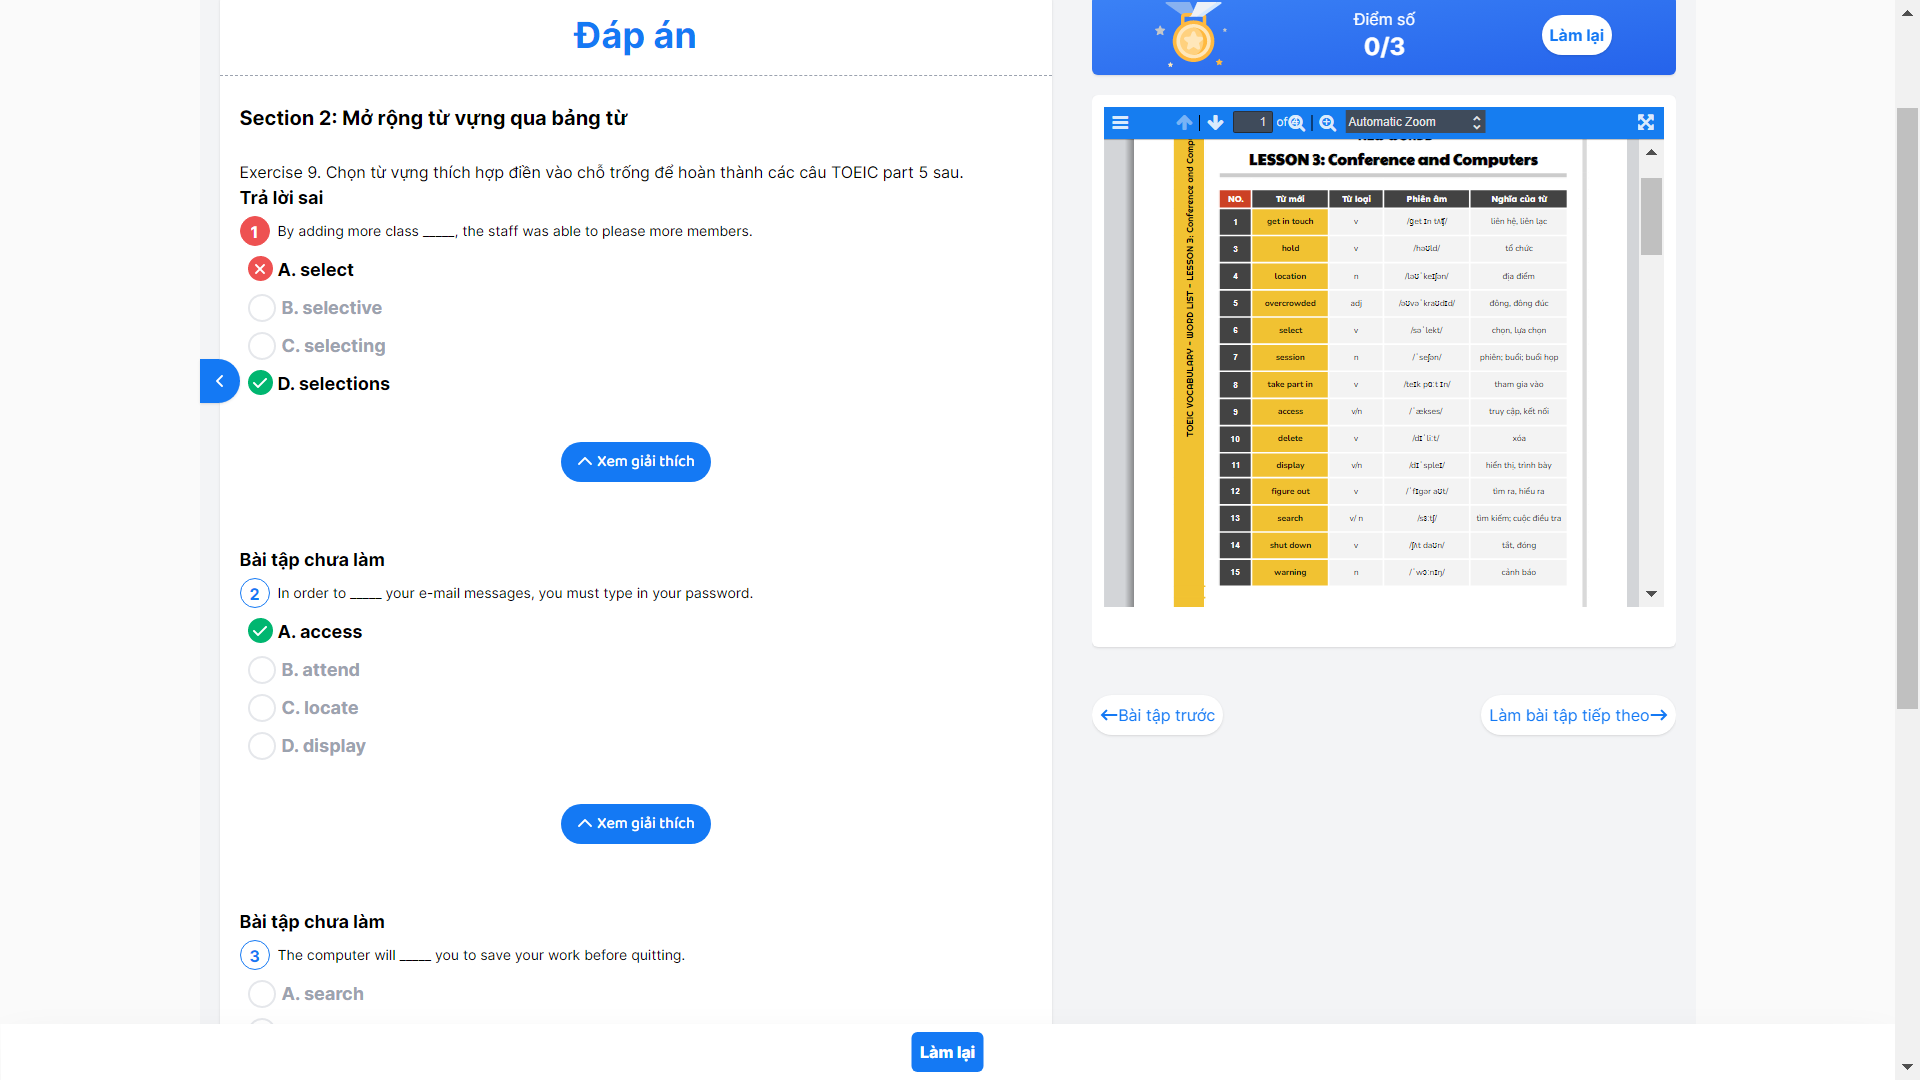 Đáp án
Section 2: Mở rộng từ vựng qua bảng từ
Exercise 9. Chọn từ vựng thích hợp điền vào chỗ trống để hoàn thành các câu TOEIC part 5 sau.
Trả lời sai
1 By adding more class _____, the staff was able to please more members.
A. select
B. selective
C. selecting
D. selections
Xem giải thích
Bài tập chưa làm
2 In order to _____ your e-mail messages, you must type in your password.
A. access
B. attend
C. locate
D. display
Xem giải thích
Bài tập chưa làm
3 The computer will _____ you to save your work before quitting.
A. search
Làm lại
Điểm số
0/3
Làm lại
1 of Automatic Zoom
TOEIC VOCABULARY - WORD LIST - LESSON 3: Conference and Comp
LESSON 3: Conference and Computers
NO. Từ mới Từ loại Phiên âm Nghĩa của từ
1 get in touch v /ɡet ɪn tʌʧ/ liên hệ, liên lạc
3 hold v /həʊld/ tổ chức
4 location n /ləʊˈkeɪʃən/ địa điểm
5 overcrowded adj /əʊvəˈkraʊdɪd/ đông, đông đúc
6 select v /səˈlekt/ chọn, lựa chọn
7 session n /ˈseʃən/ phiên; buổi; buổi họp
8 take part in v /teɪk pɑːt ɪn/ tham gia vào
9 access v/n /ˈækses/ truy cập, kết nối
10 delete v /dɪˈliːt/ xóa
11 display v/n /dɪˈspleɪ/ hiển thị, trình bày
12 figure out v /ˈfɪgər aʊt/ tìm ra, hiểu ra
13 search v/ n /sɜːtʃ/ tìm kiếm; cuộc điều tra
14 shut down v /ʃʌt daʊn/ tắt, đóng
15 warning n /ˈwɔːnɪŋ/ cảnh báo
Bài tập trước
Làm bài tập tiếp theo